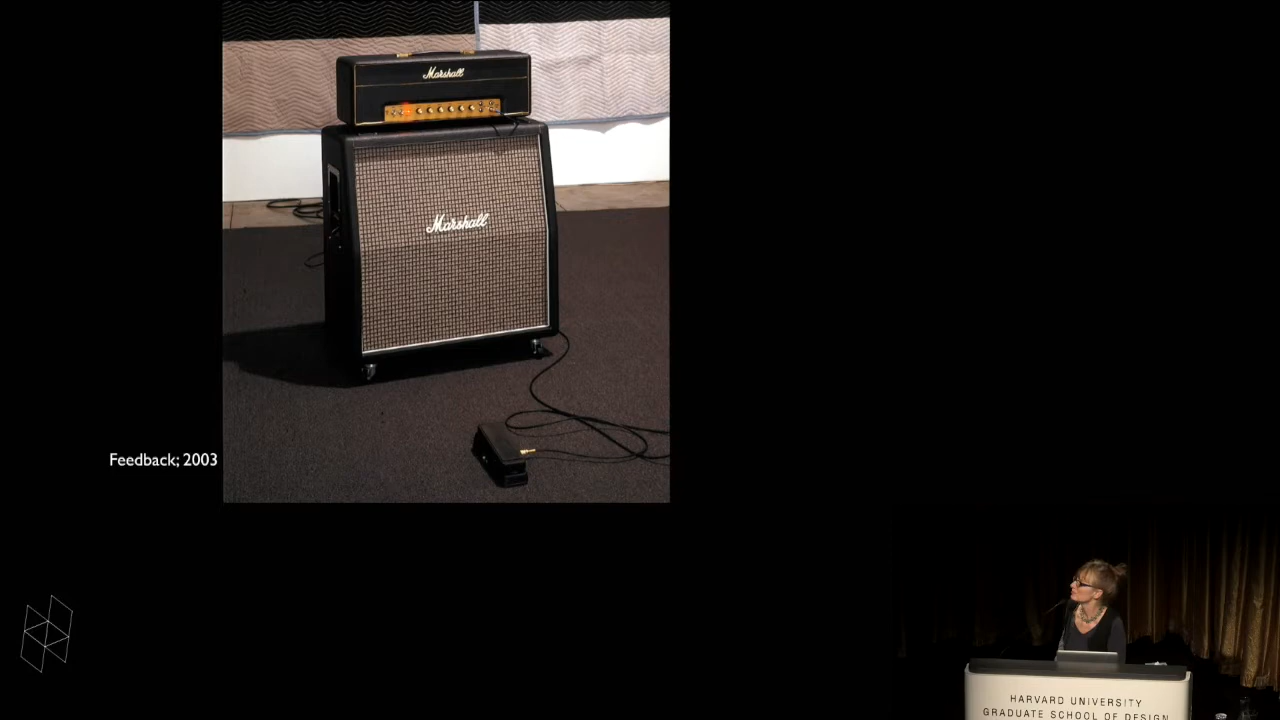 Marshall
Marshall
Feedback; 2003
HARVARD UNIVERSITY
GRADUATE SCHOOL OF DESIGN